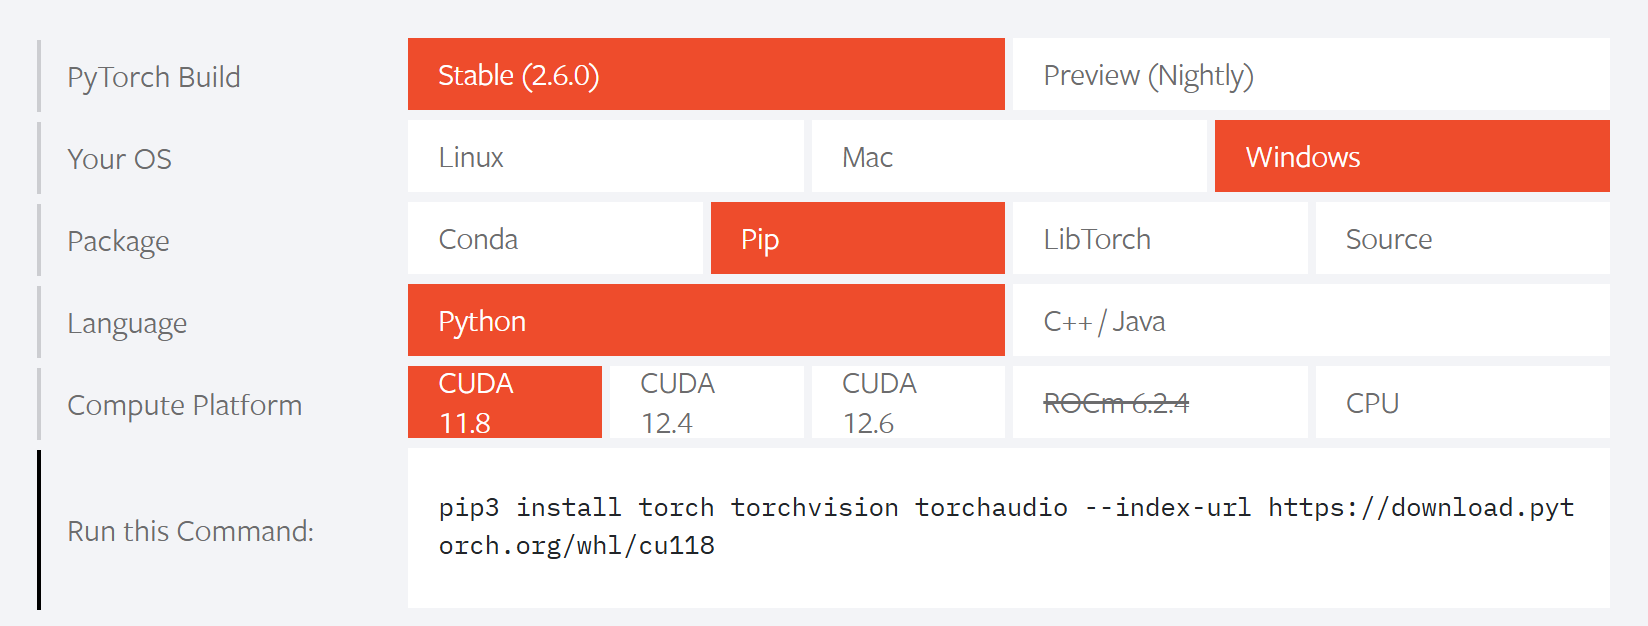 PyTorch Build
Stable (2.6.0)
Preview (Nightly)
Your OS
Linux
Mac
Windows
Package
Conda
Pip
LibTorch
Source
Language
Python
C++ / Java
Compute Platform
CUDA
11.8
CUDA
12.4
CUDA
12.6
ROCm 6.2.4
CPU
Run this Command:
pip3 install torch torchvision torchaudio --index-url https://download.pyt
orch.org/whl/cu118